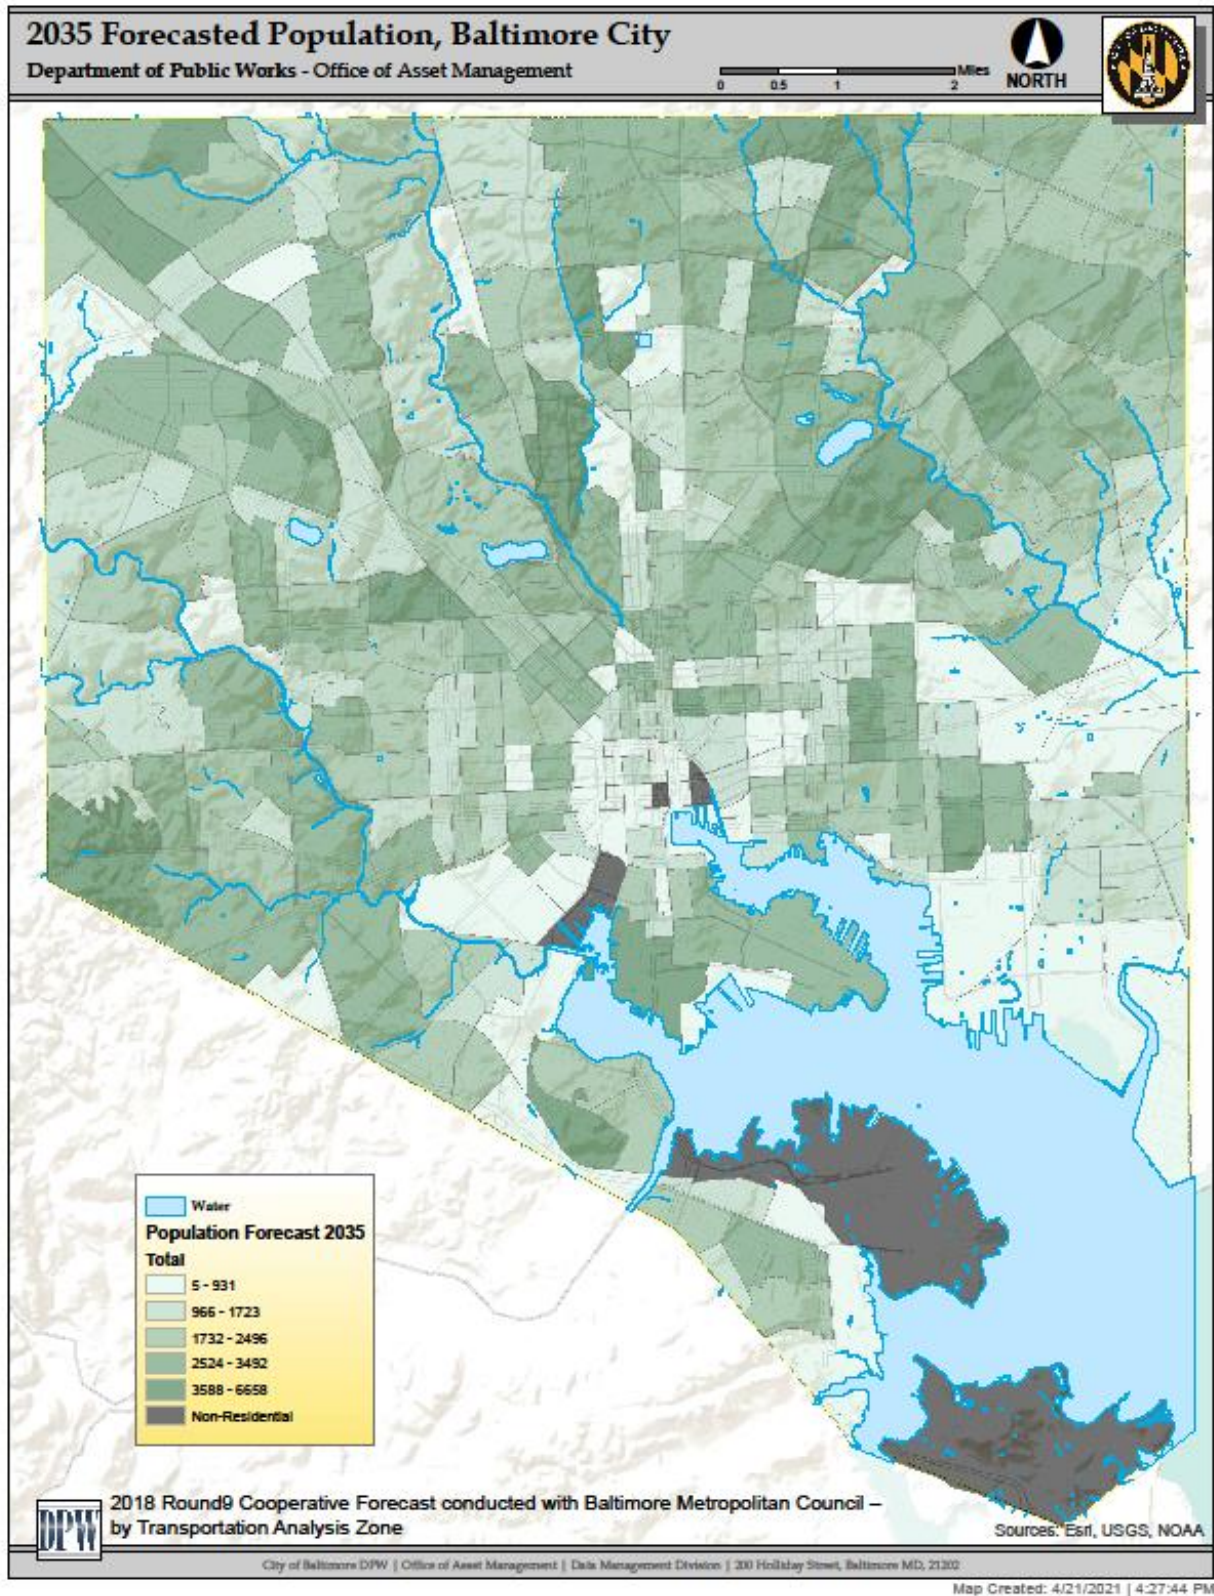 2035 Forecasted Population, Baltimore City
Department of Public Works - Office of Asset Management
Miles
0 0.5 1 2
NORTH
Water
Population Forecast 2035
Total
5 - 931
966 - 1723
1732 - 2496
2524 - 3492
3588 - 6658
Non-Residential
DPW
2018 Round9 Cooperative Forecast conducted with Baltimore Metropolitan Council –
by Transportation Analysis Zone
Sources: Esri, USGS, NOAA
City of Baltimore DPW | Office of Asset Management | Data Management Division | 200 Holliday Street, Baltimore MD, 21202
Map Created: 4/21/2021 | 4:27:44 PM